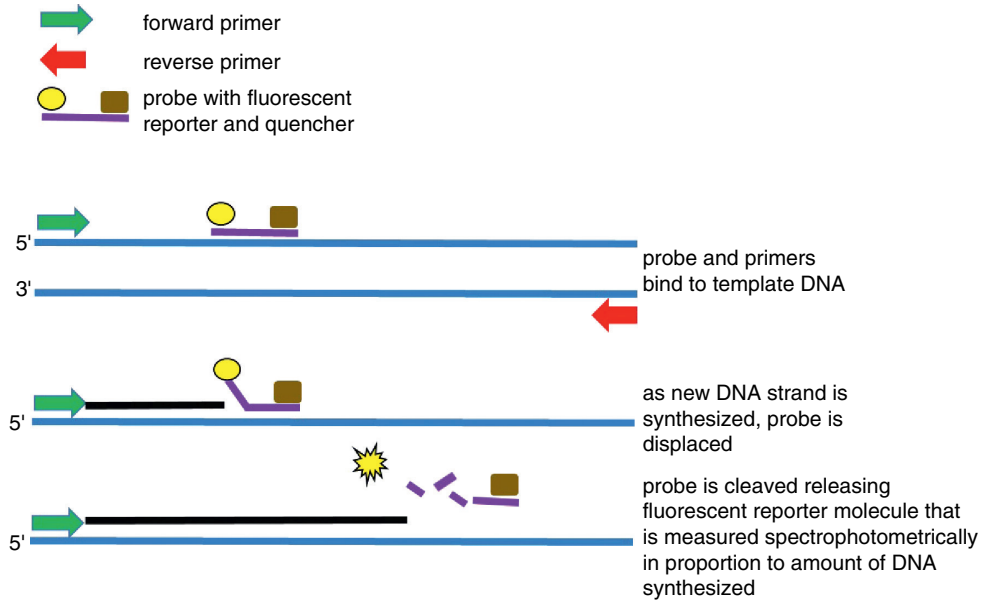 forward primer
reverse primer
probe with fluorescent
reporter and quencher
5'
3'
probe and primers
bind to template DNA
5'
as new DNA strand is
synthesized, probe is
displaced
5'
probe is cleaved releasing
fluorescent reporter molecule that
is measured spectrophotometrically
in proportion to amount of DNA
synthesized